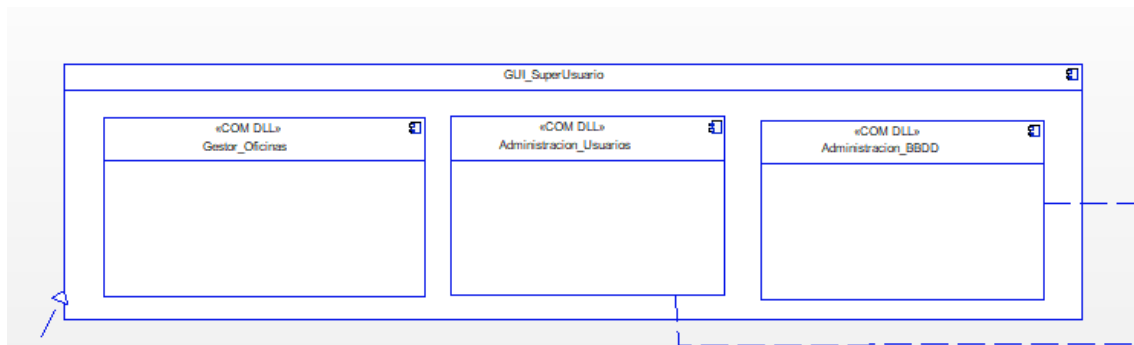 GUI_SuperUsuario
«COM DLL»
Gestor_Oficinas
«COM DLL»
Administracion_Usuarios
«COM DLL»
Administracion_BBDD